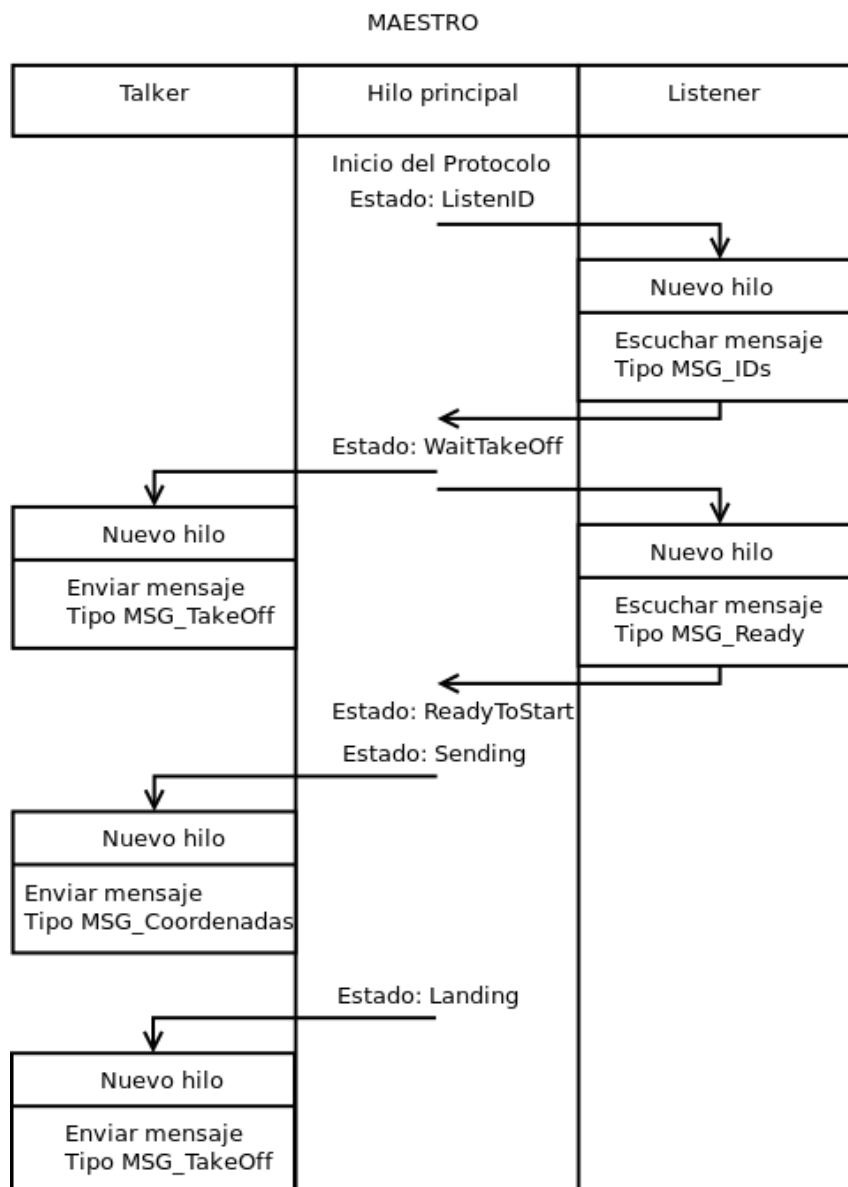 MAESTRO
Talker
Hilo principal
Listener
Inicio del Protocolo
Estado: ListenID
Nuevo hilo
Escuchar mensaje
Tipo MSG_IDs
Estado: WaitTakeOff
Nuevo hilo
Enviar mensaje
Tipo MSG_TakeOff
Nuevo hilo
Escuchar mensaje
Tipo MSG_Ready
Estado: ReadyToStart
Estado: Sending
Nuevo hilo
Enviar mensaje
Tipo MSG_Coordenadas
Estado: Landing
Nuevo hilo
Enviar mensaje
Tipo MSG_TakeOff